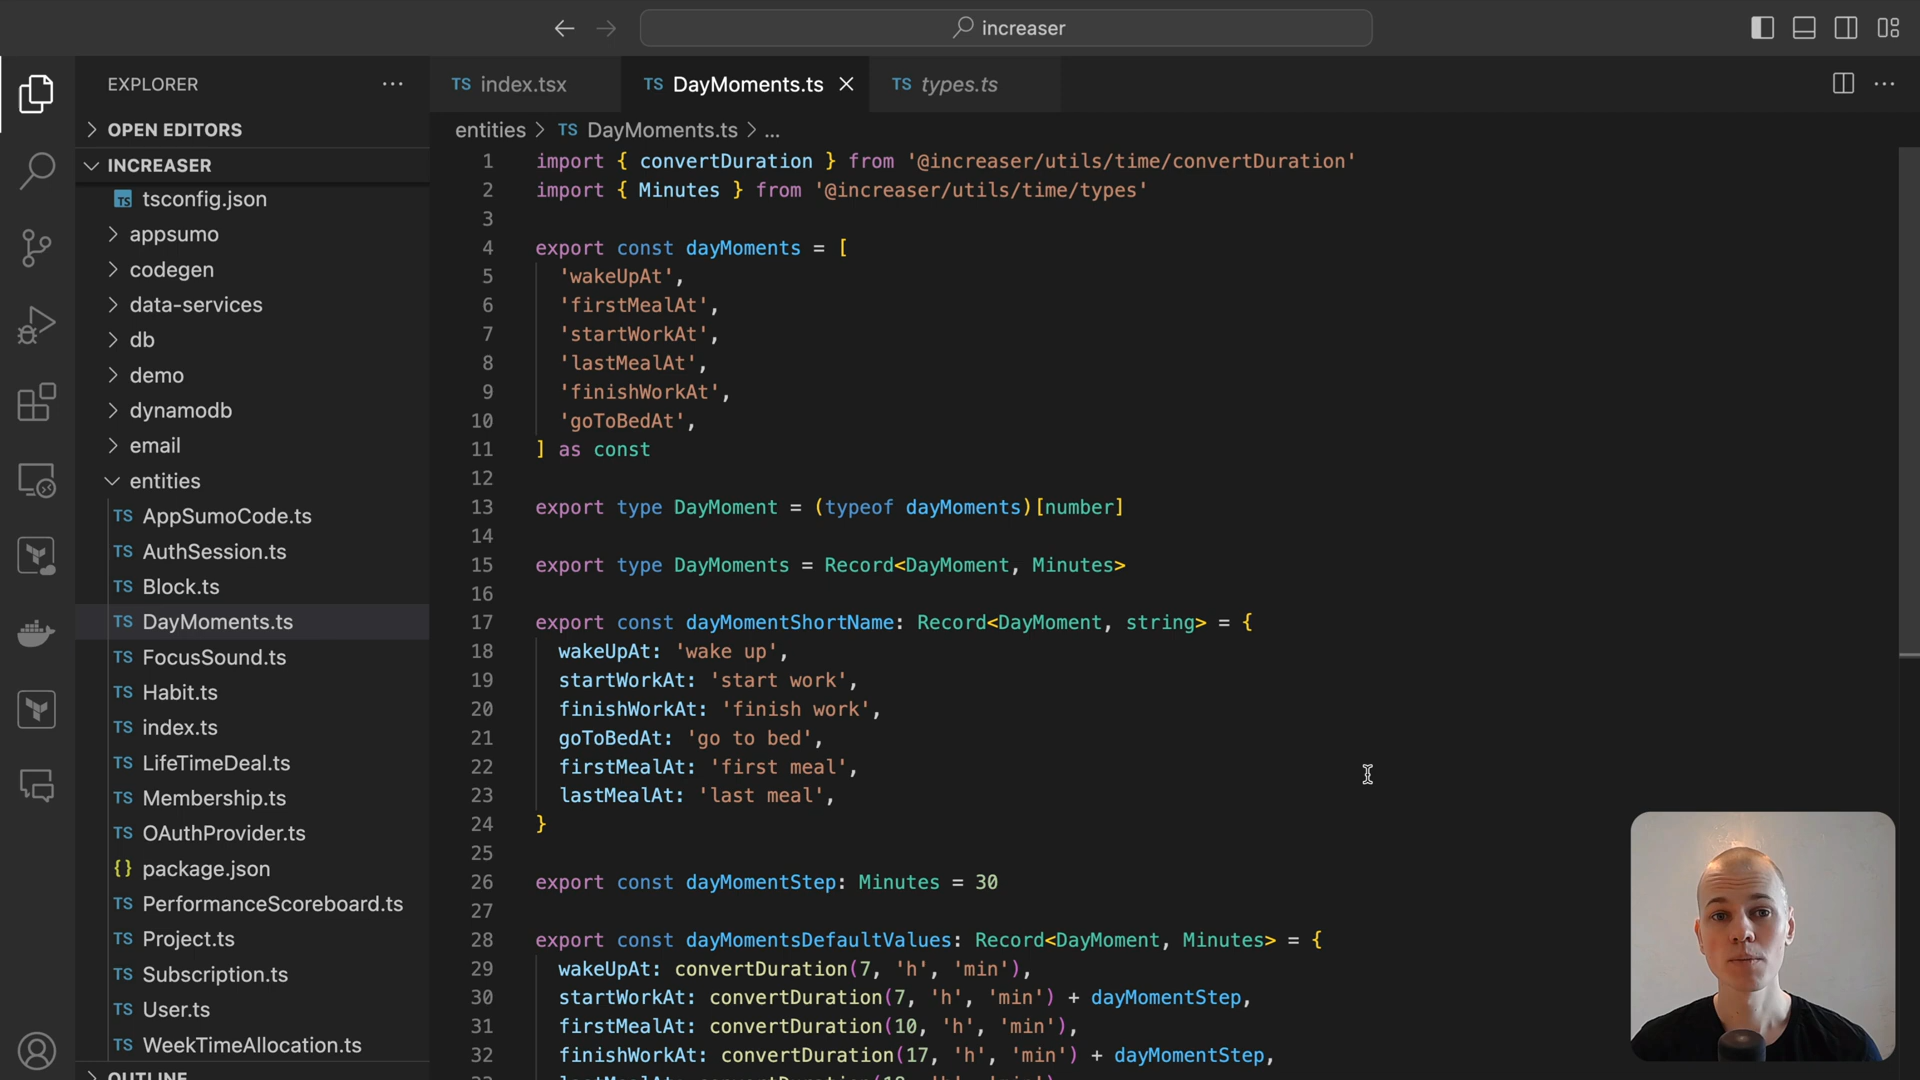 increaser
EXPLORER
OPEN EDITORS
INCREASER
TS tsconfig.json
appsumo
codegen
data-services
db
demo
dynamodb
email
entities
TS AppSumoCode.ts
TS AuthSession.ts
TS Block.ts
TS DayMoments.ts
TS FocusSound.ts
TS Habit.ts
TS index.ts
TS LifeTimeDeal.ts
TS Membership.ts
TS OAuthProvider.ts
{} package.json
TS PerformanceScoreboard.ts
TS Project.ts
TS Subscription.ts
TS User.ts
TS WeekTimeAllocation.ts
OUTLINE
TS index.tsx TS DayMoments.ts TS types.ts
entities > TS DayMoments.ts > ...
1 import { convertDuration } from '@increaser/utils/time/convertDuration'
2 import { Minutes } from '@increaser/utils/time/types'
3
4 export const dayMoments = [
5 'wakeUpAt',
6 'firstMealAt',
7 'startWorkAt',
8 'lastMealAt',
9 'finishWorkAt',
10 'goToBedAt',
11 ] as const
12
13 export type DayMoment = (typeof dayMoments)[number]
14
15 export type DayMoments = Record<DayMoment, Minutes>
16
17 export const dayMomentShortName: Record<DayMoment, string> = {
18 wakeUpAt: 'wake up',
19 startWorkAt: 'start work',
20 finishWorkAt: 'finish work',
21 goToBedAt: 'go to bed',
22 firstMealAt: 'first meal',
23 lastMealAt: 'last meal',
24 }
25
26 export const dayMomentStep: Minutes = 30
27
28 export const dayMomentsDefaultValues: Record<DayMoment, Minutes> = {
29 wakeUpAt: convertDuration(7, 'h', 'min'),
30 startWorkAt: convertDuration(7, 'h', 'min') + dayMomentStep,
31 firstMealAt: convertDuration(10, 'h', 'min'),
32 finishWorkAt: convertDuration(17, 'h', 'min') + dayMomentStep,